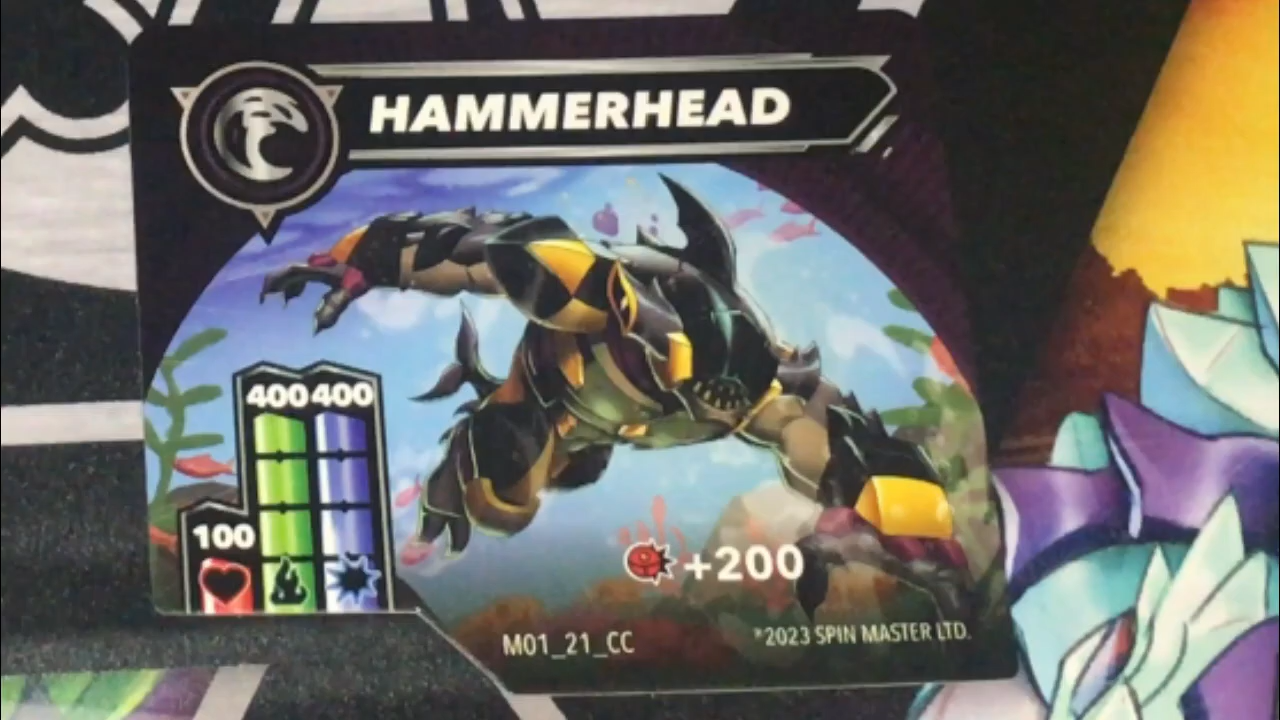 HAMMERHEAD
400 400
100
+200
M01_21_CC
*2023 SPIN MASTER LTD.